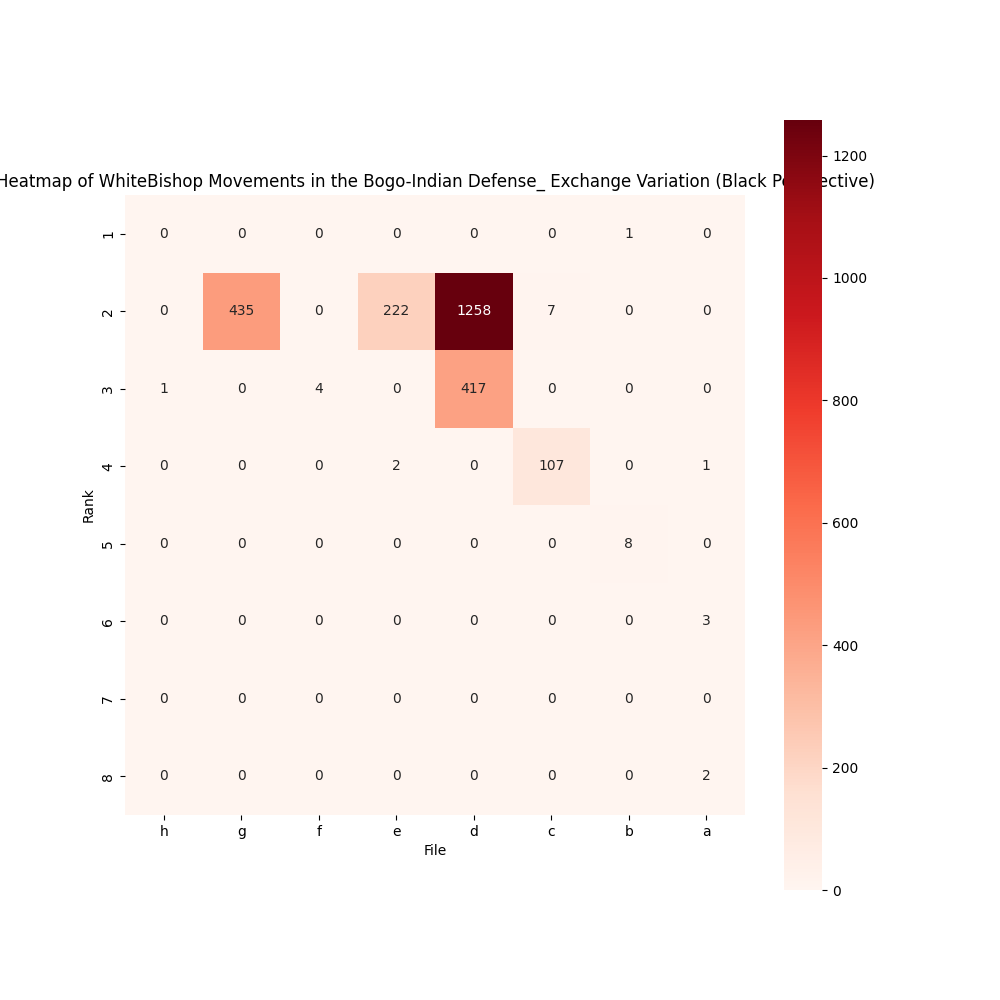 Heatmap of WhiteBishop Movements in the Bogo-Indian Defense_ Exchange Variation (Black Perspective)
1 0 0 0 0 0 0 1 0
2 0 435 0 222 1258 7 0 0
3 1 0 4 0 417 0 0 0
4 0 0 0 2 0 107 0 1
5 0 0 0 0 0 0 8 0
6 0 0 0 0 0 0 0 3
7 0 0 0 0 0 0 0 0
8 0 0 0 0 0 0 0 2
Rank
h g f e d c b a
File
1200
1000
800
600
400
200
0